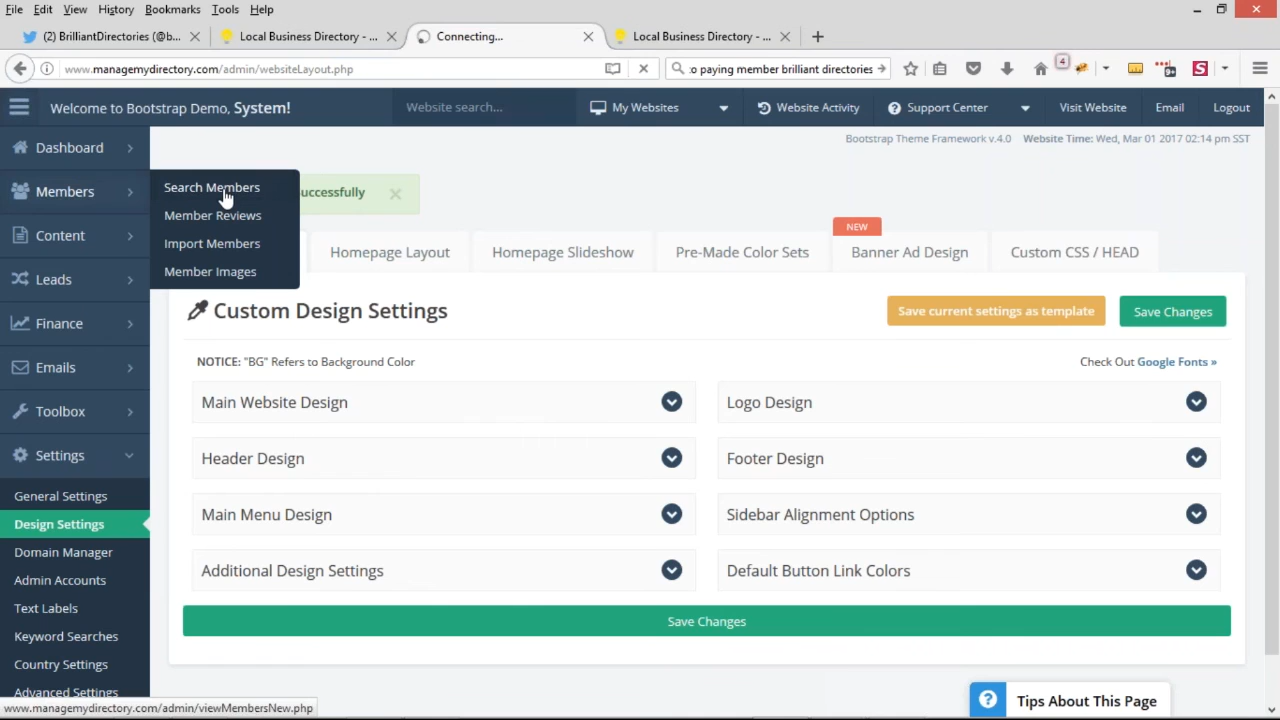 File Edit View History Bookmarks Tools Help
(2) BrilliantDirectories (@b...
Local Business Directory - ...
Connecting...
Local Business Directory - ...
www.managemydirectory.com/admin/websiteLayout.php
:o paying member brilliant directories
4
9+
S
Welcome to Bootstrap Demo, System!
Website search...
My Websites
Website Activity
Support Center
Visit Website
Email
Logout
Bootstrap Theme Framework v.4.0 Website Time: Wed, Mar 01 2017 02:14 pm SST
Dashboard
Members
Content
Leads
Finance
Emails
Toolbox
Settings
General Settings
Design Settings
Domain Manager
Admin Accounts
Text Labels
Keyword Searches
Country Settings
Advanced Settings
Search Members
Member Reviews
Import Members
Member Images
uccessfully
NEW
Homepage Layout
Homepage Slideshow
Pre-Made Color Sets
Banner Ad Design
Custom CSS / HEAD
Custom Design Settings
Save current settings as template
Save Changes
NOTICE: "BG" Refers to Background Color
Check Out Google Fonts »
Main Website Design
Logo Design
Header Design
Footer Design
Main Menu Design
Sidebar Alignment Options
Additional Design Settings
Default Button Link Colors
Save Changes
? Tips About This Page
www.managemydirectory.com/admin/viewMembersNew.php